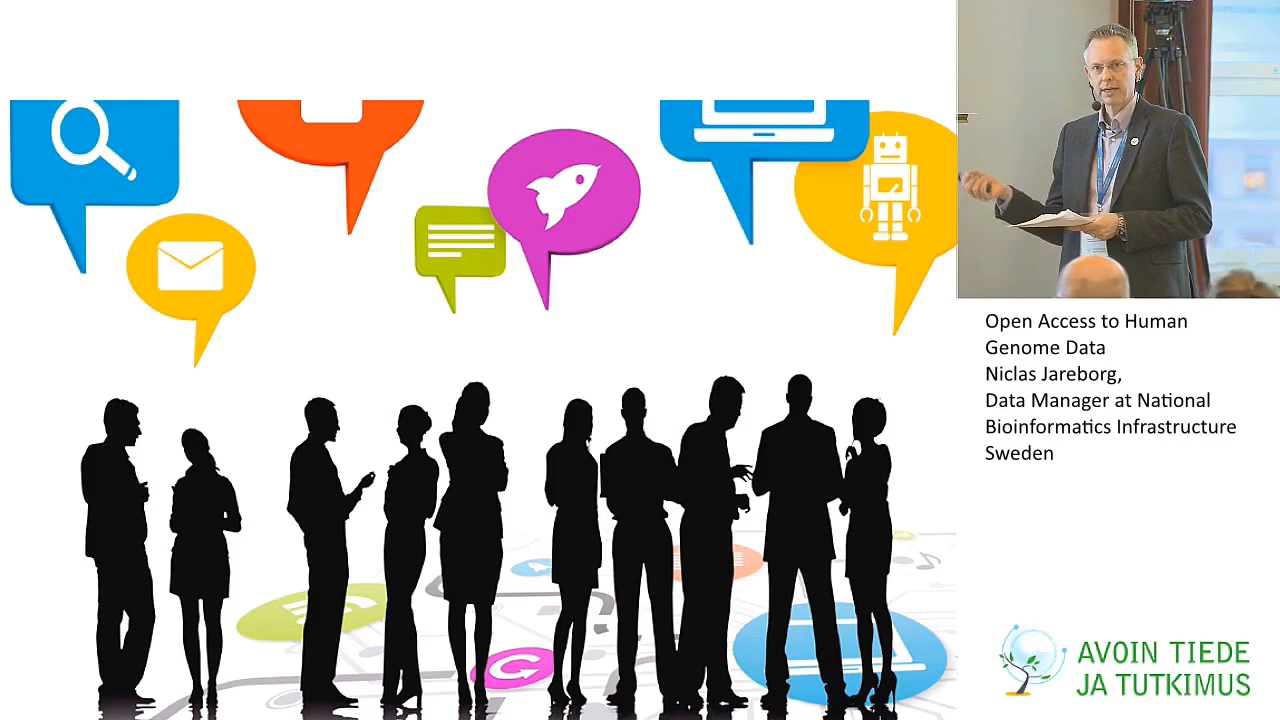 Open Access to Human
Genome Data
Niclas Jareborg,
Data Manager at National
Bioinformatics Infrastructure
Sweden
AVOIN TIEDE
JA TUTKIMUS